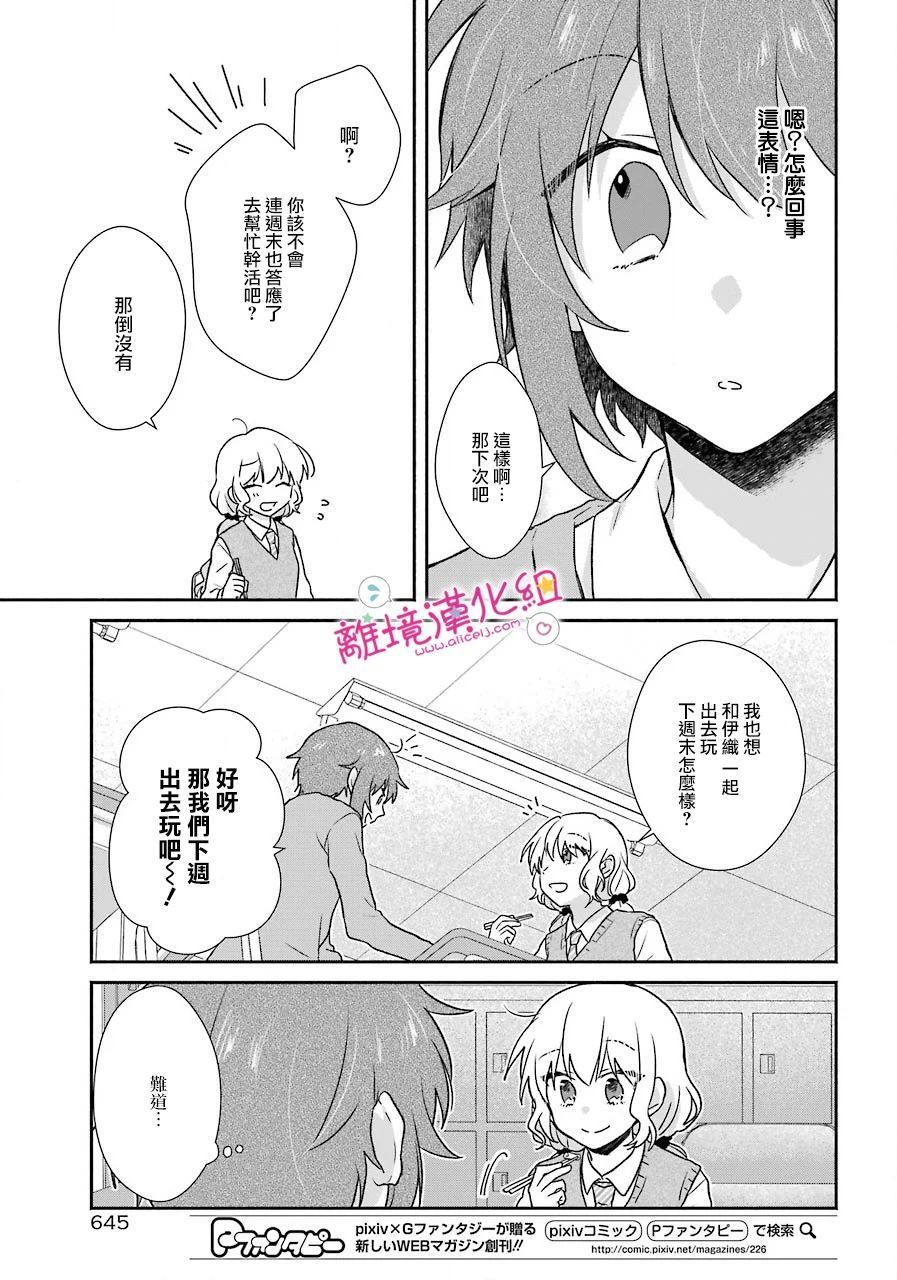 嗯？怎麼回事
這表情…？
這樣啊…
那下次吧
啊？
你該不會
連週末也答應了
去幫忙幹活吧？
那倒沒有
離境漢化組
www.alicelj.com
我也想
和伊織一起
出去玩
下週末怎麼樣？
好呀
那我們下週
出去玩吧～！
難道…
645
Pファンタピー
pixiv×Gファンタジーが贈る
新しいWEBマガジン創刊!!
pixivコミック Pファンタピー で検索
http://comic.pixiv.net/magazines/226